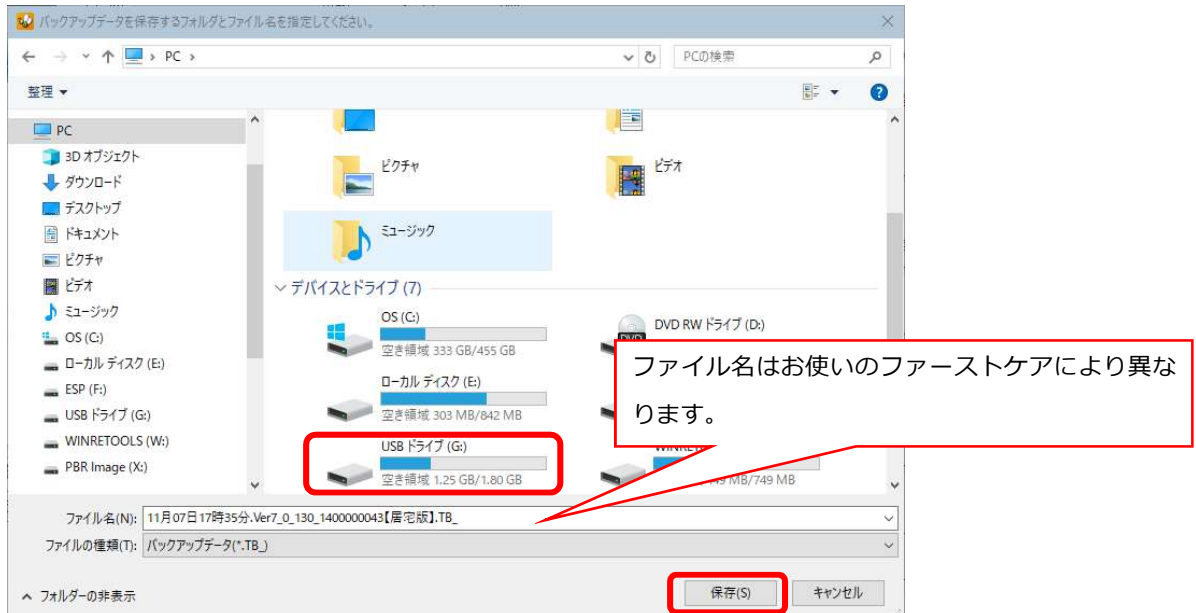 バックアップデータを保存するフォルダとファイル名を指定してください。
PC
PCの検索
整理
PC
3D オブジェクト
ダウンロード
デスクトップ
ドキュメント
ピクチャ
ビデオ
ミュージック
OS (C:)
ローカル ディスク (E:)
ESP (F:)
USB ドライブ (G:)
WINRETOOLS (W:)
PBR Image (X:)
ピクチャ
ビデオ
ミュージック
デバイスとドライブ (7)
OS (C:)
空き領域 333 GB/455 GB
DVD RW ドライブ (D:)
DVD
ローカル ディスク (E:)
空き領域 303 MB/842 MB
USB ドライブ (G:)
空き領域 1.25 GB/1.80 GB
MB/749 MB
ファイル名はお使いのファーストケアにより異な
ります。
ファイル名(N): 11月07日17時35分.Ver7_0_130_1400000043【居宅版】.TB_
ファイルの種類(T): バックアップデータ(*.TB_)
フォルダーの非表示
保存(S)
キャンセル